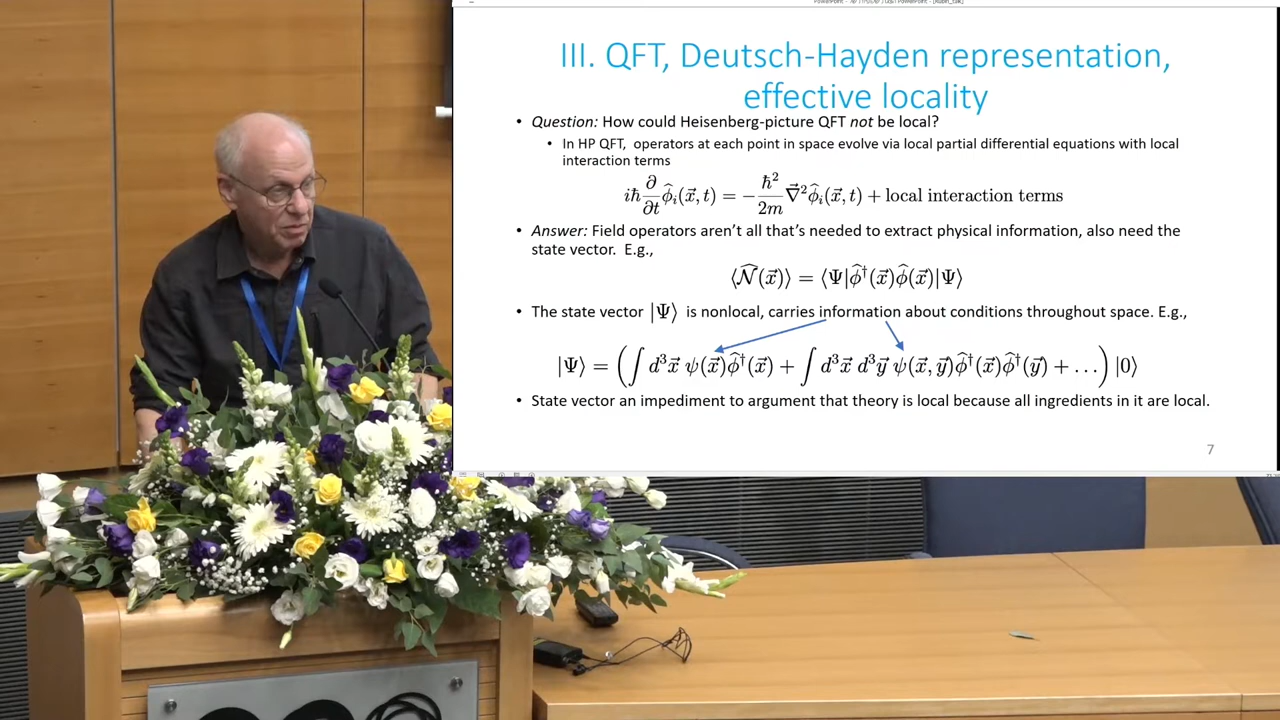 III. QFT, Deutsch-Hayden representation,
effective locality
• Question: How could Heisenberg-picture QFT not be local?
• In HP QFT, operators at each point in space evolve via local partial differential equations with local
interaction terms
iℏ ∂/∂t φ̂ᵢ(x⃗, t) = −ℏ²/2m ∇⃗²φ̂ᵢ(x⃗, t) + local interaction terms
• Answer: Field operators aren't all that's needed to extract physical information, also need the
state vector. E.g.,
⟨𝒩̂(x⃗)⟩ = ⟨Ψ|φ̂†(x⃗)φ̂(x⃗)|Ψ⟩
• The state vector |Ψ⟩ is nonlocal, carries information about conditions throughout space. E.g.,
|Ψ⟩ = (∫ d³x⃗ ψ(x⃗)φ̂†(x⃗) + ∫ d³x⃗ d³y⃗ ψ(x⃗, y⃗)φ̂†(x⃗)φ̂†(y⃗) + …) |0⟩
• State vector an impediment to argument that theory is local because all ingredients in it are local.
7